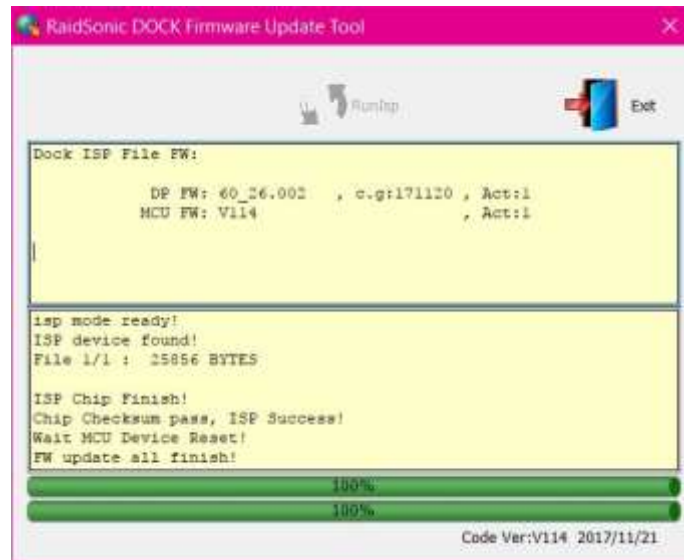 RaidSonic DOCK Firmware Update Tool
RunIsp
Exit
Dock ISP File FW:
DP FW: 60_26.002 , c.g:171120 , Act:1
MCU FW: V114 , Act:1
isp mode ready!
ISP device found!
File 1/1 : 25856 BYTES
ISP Chip Finish!
Chip Checksum pass, ISP Success!
Wait MCU Device Reset!
FW update all finish!
100%
100%
Code Ver:V114 2017/11/21